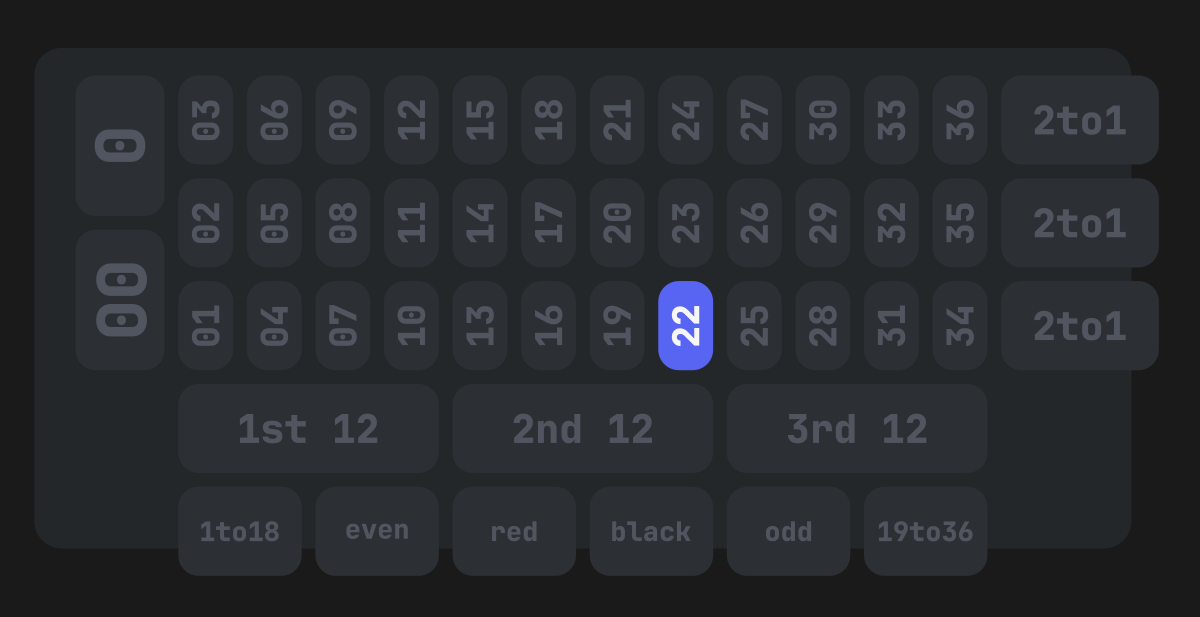 0 03 06 09 12 15 18 21 24 27 30 33 36 2to1
00 02 05 08 11 14 17 20 23 26 29 32 35 2to1
01 04 07 10 13 16 19 22 25 28 31 34 2to1
1st 12 2nd 12 3rd 12
1to18 even red black odd 19to36